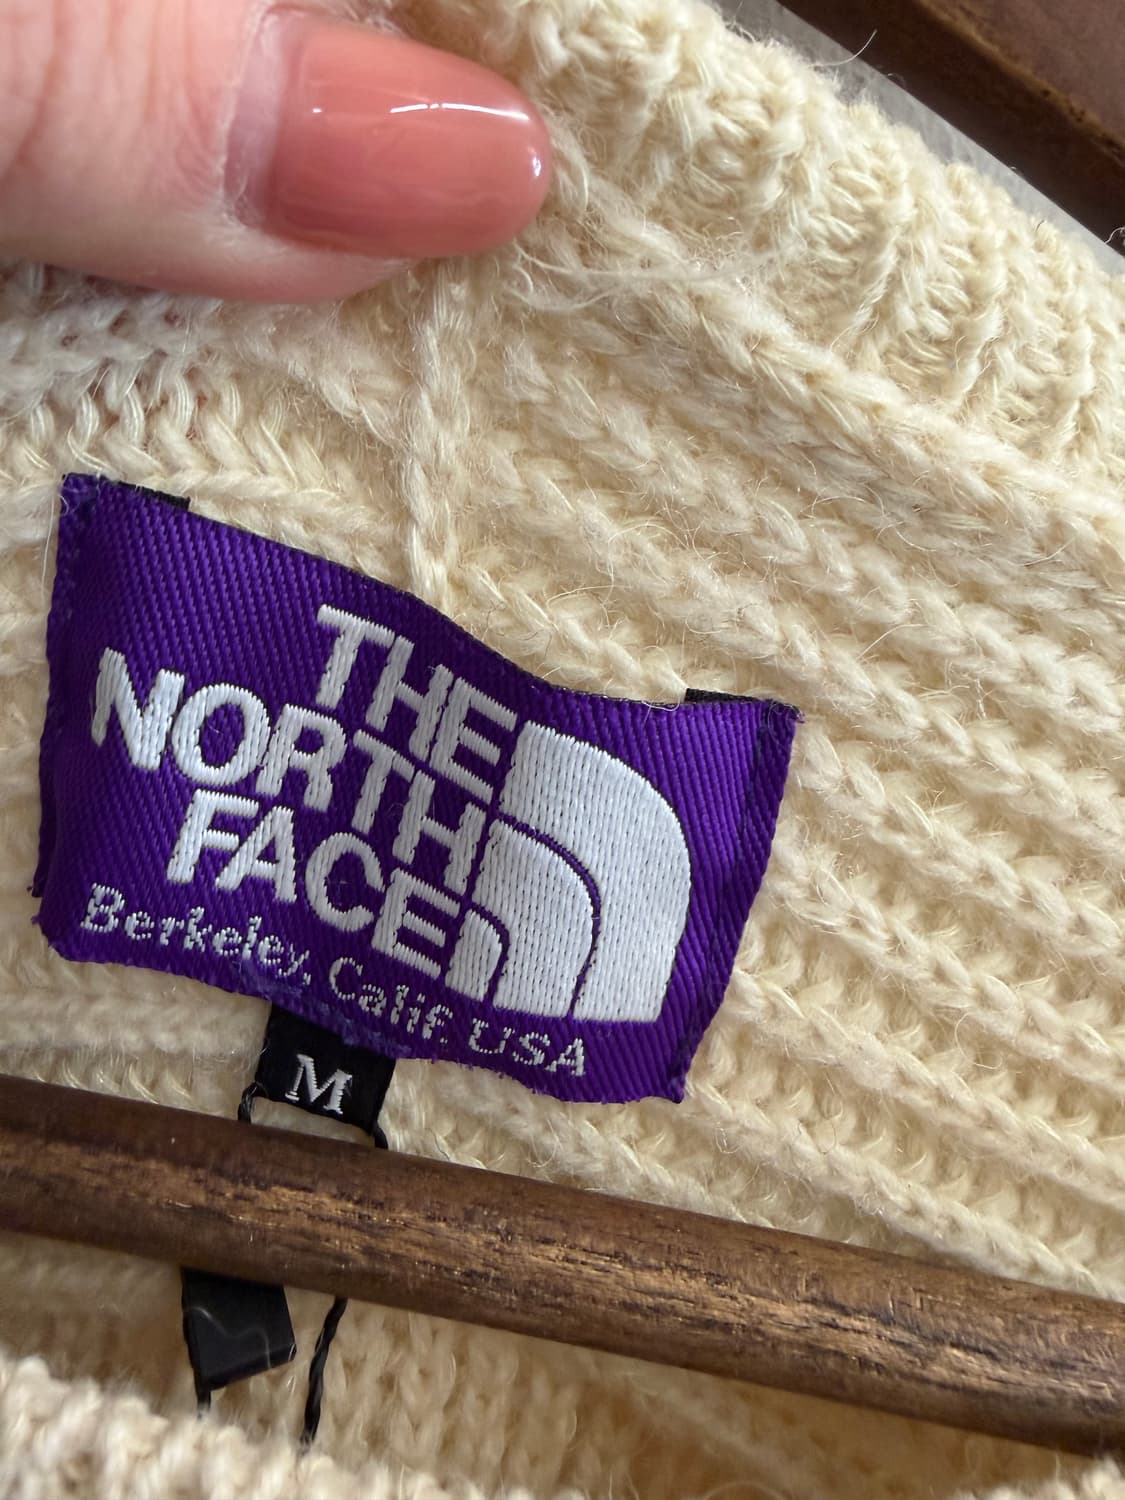 THE
NORTH
FACE
Berkeley, Calif. USA
M